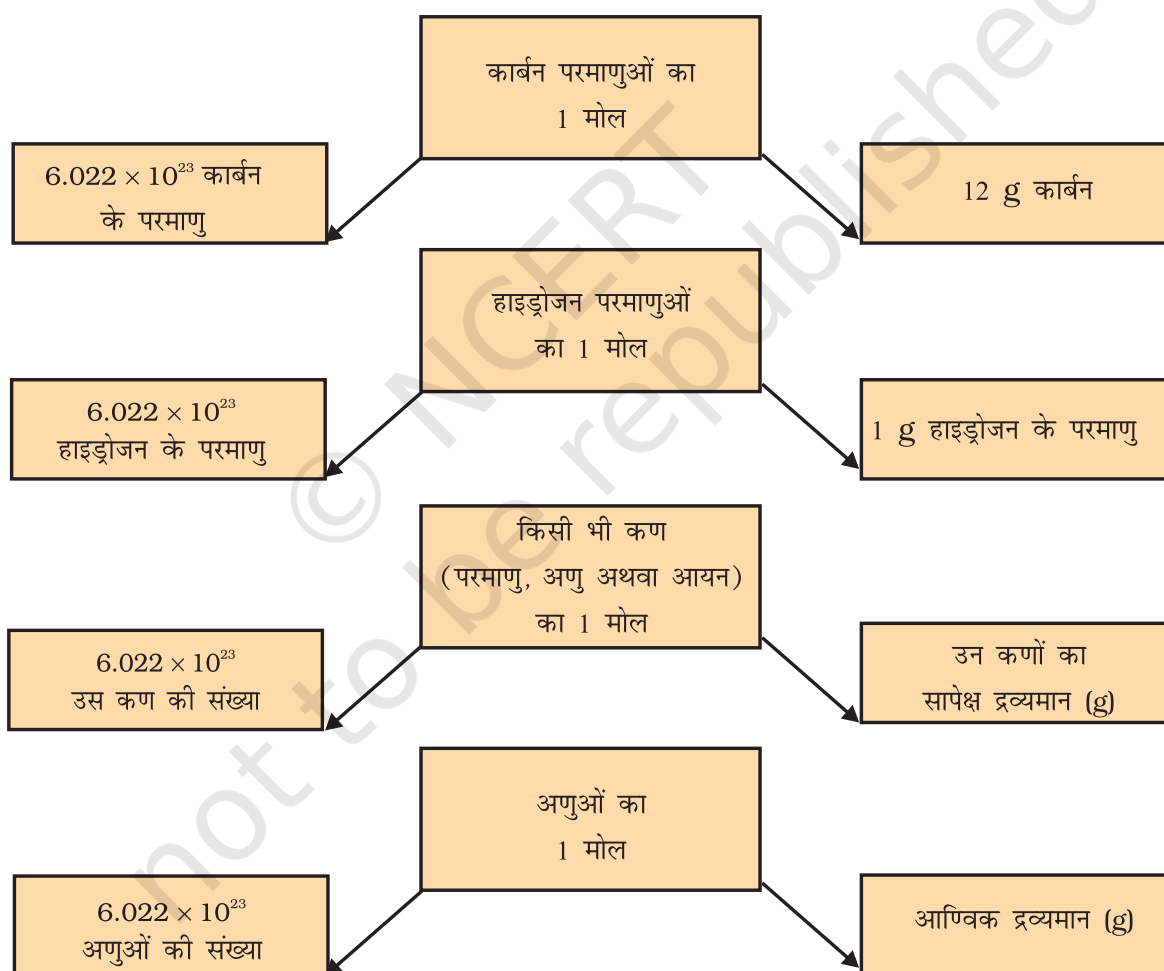 कार्बन परमाणुओं का
1 मोल
6.022 × 10²³ कार्बन
के परमाणु
12 g कार्बन
हाइड्रोजन परमाणुओं
का 1 मोल
6.022 × 10²³
हाइड्रोजन के परमाणु
1 g हाइड्रोजन के परमाणु
किसी भी कण
(परमाणु, अणु अथवा आयन)
का 1 मोल
6.022 × 10²³
उस कण की संख्या
उन कणों का
सापेक्ष द्रव्यमान (g)
अणुओं का
1 मोल
6.022 × 10²³
अणुओं की संख्या
आण्विक द्रव्यमान (g)
© NCERT
not to be republished